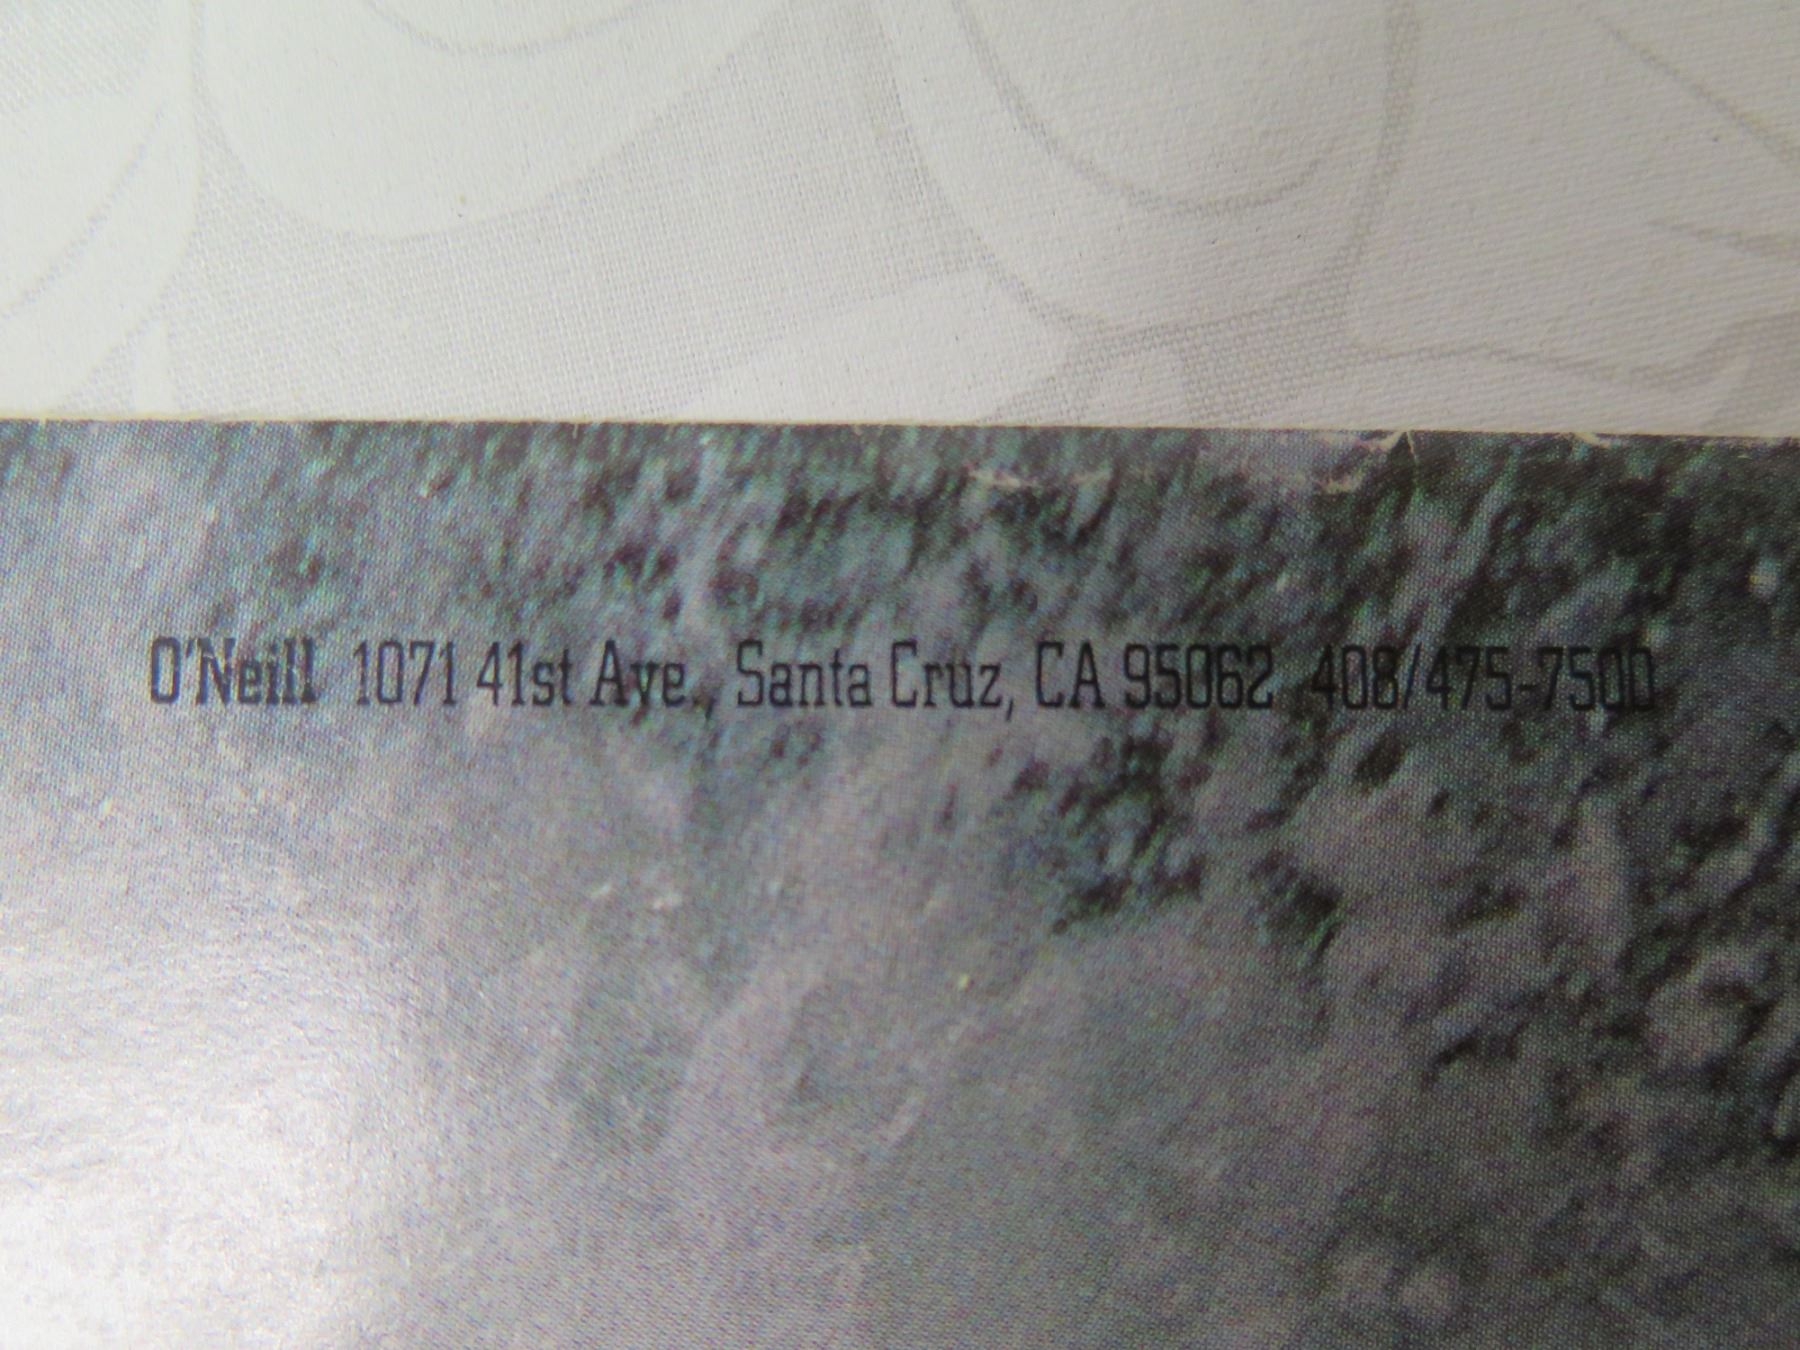 O'Neill 1071 41st Ave., Santa Cruz, CA 95062 408/475-7500